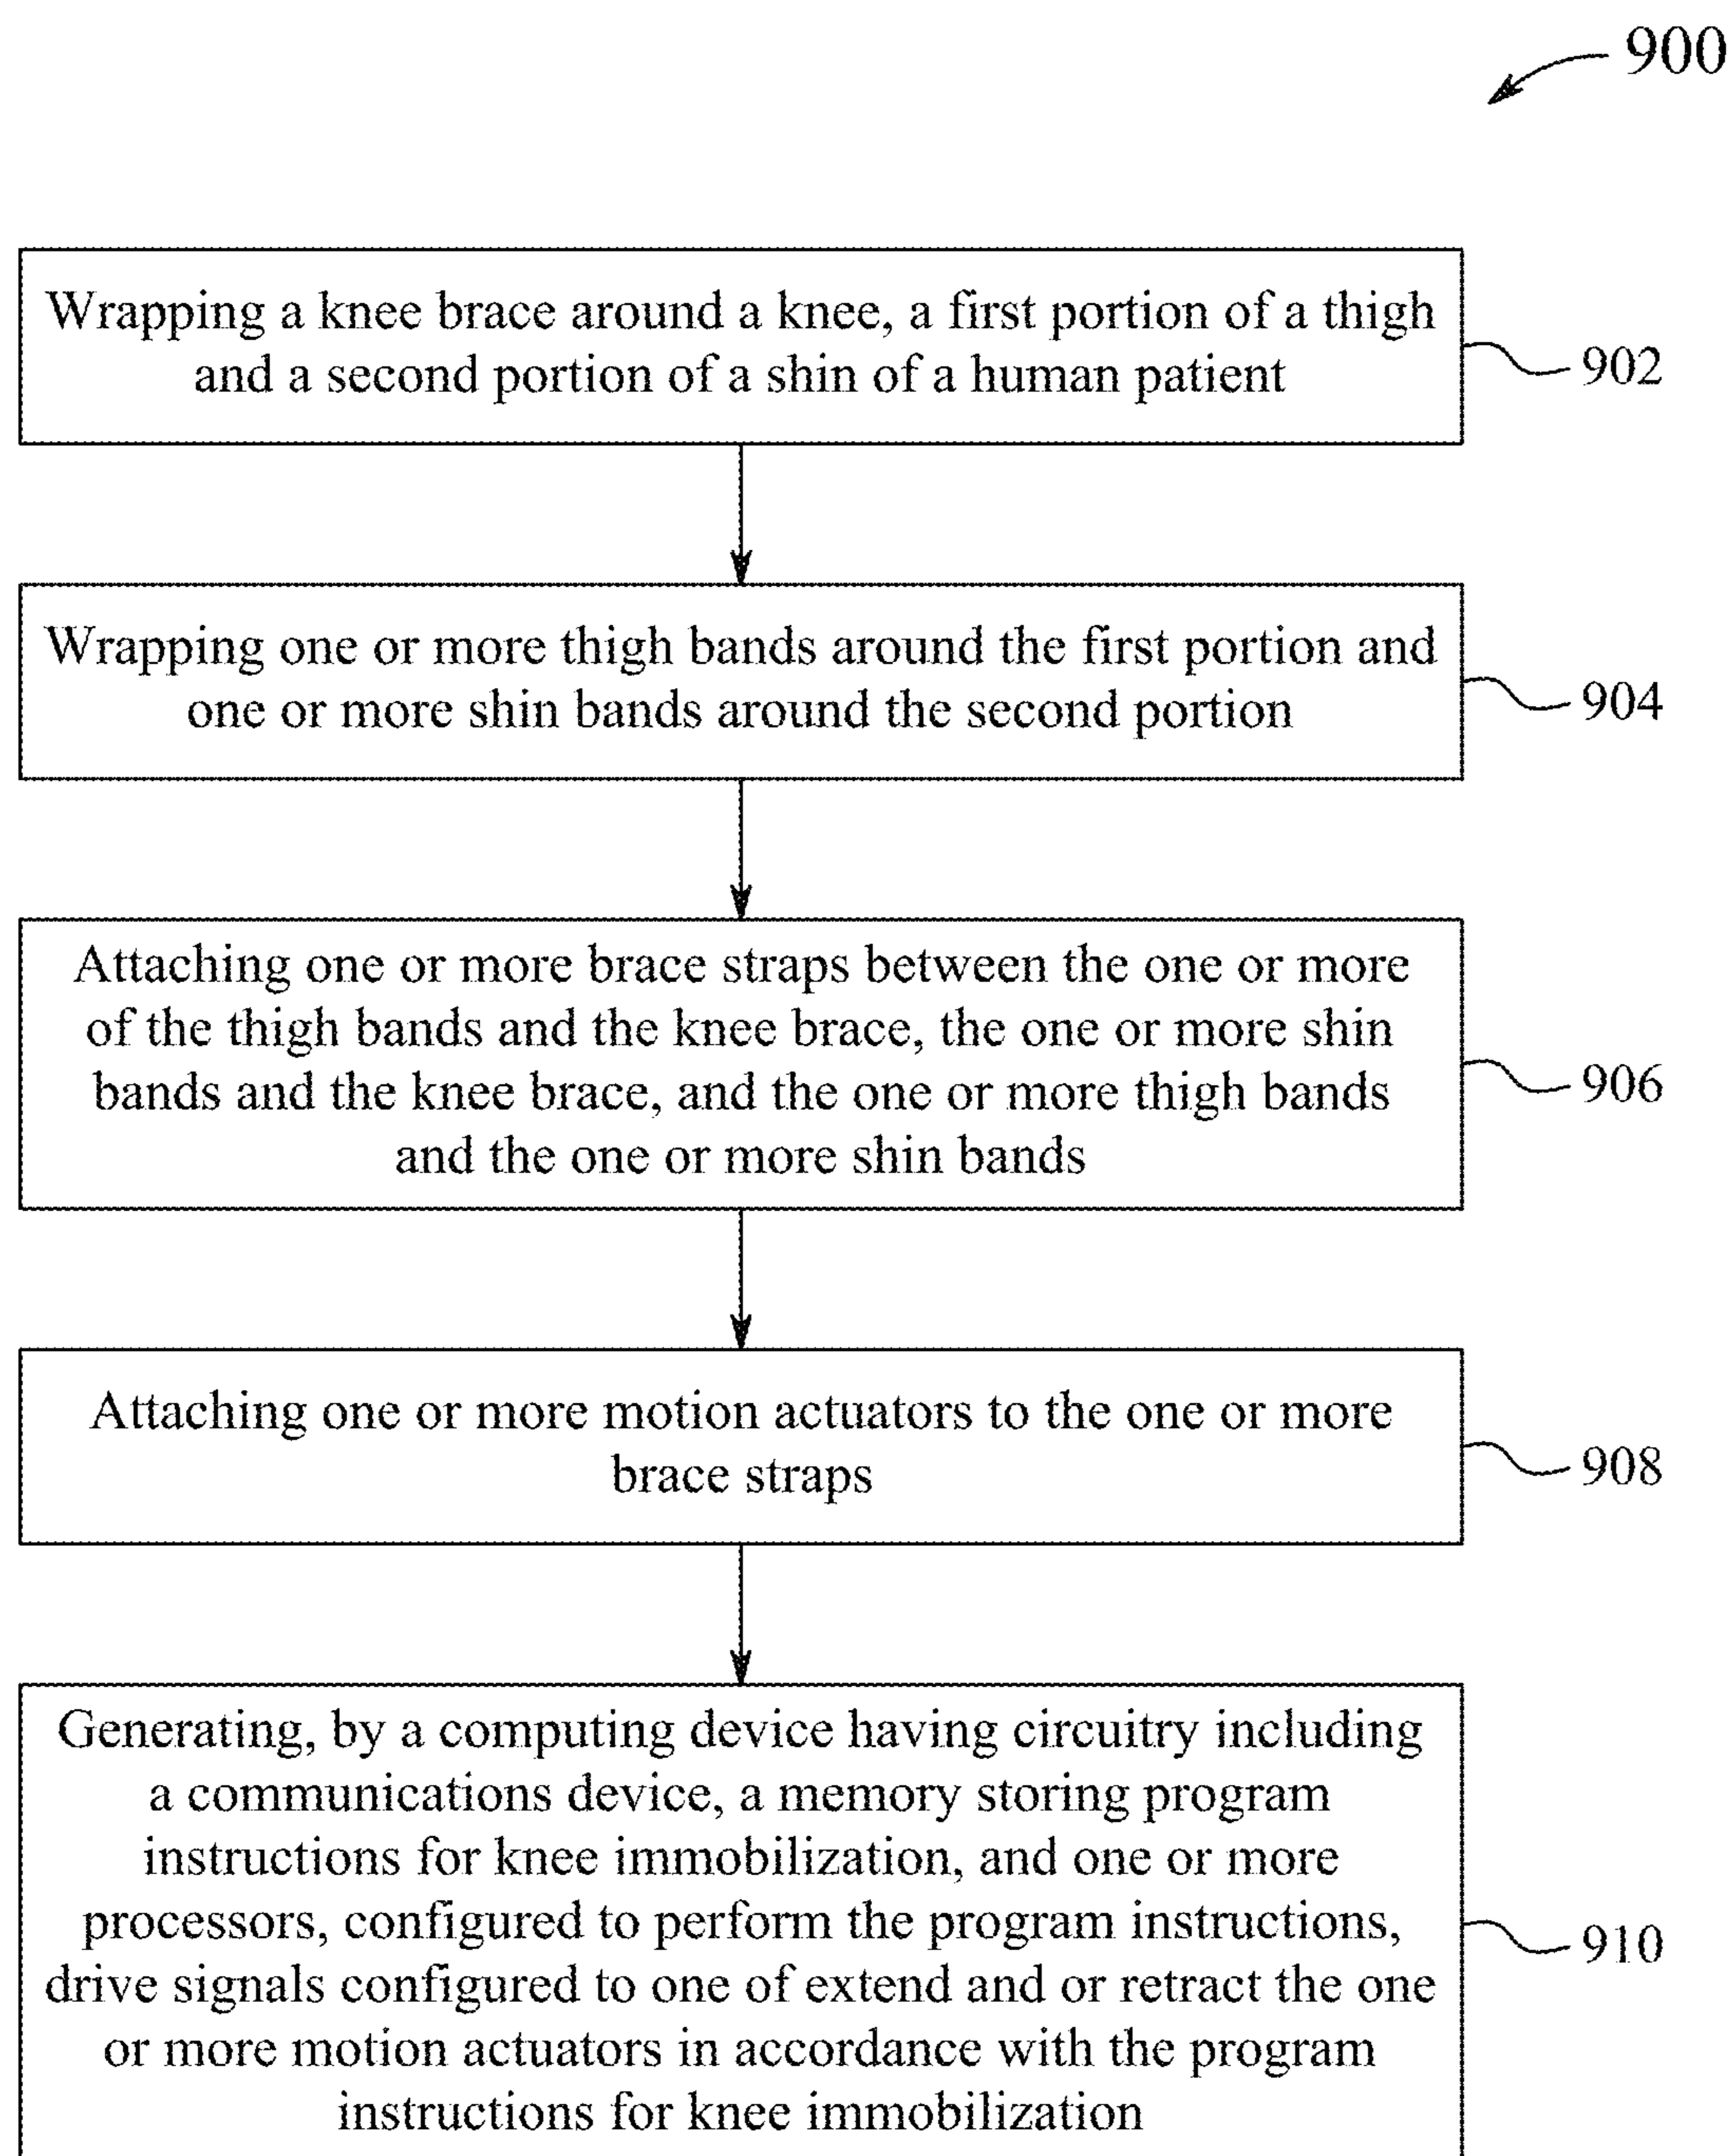 900
Wrapping a knee brace around a knee, a first portion of a thigh
and a second portion of a shin of a human patient
902
Wrapping one or more thigh bands around the first portion and
one or more shin bands around the second portion
904
Attaching one or more brace straps between the one or more
of the thigh bands and the knee brace, the one or more shin
bands and the knee brace, and the one or more thigh bands
and the one or more shin bands
906
Attaching one or more motion actuators to the one or more
brace straps
908
Generating, by a computing device having circuitry including
a communications device, a memory storing program
instructions for knee immobilization, and one or more
processors, configured to perform the program instructions,
drive signals configured to one of extend and or retract the one
or more motion actuators in accordance with the program
instructions for knee immobilization
910